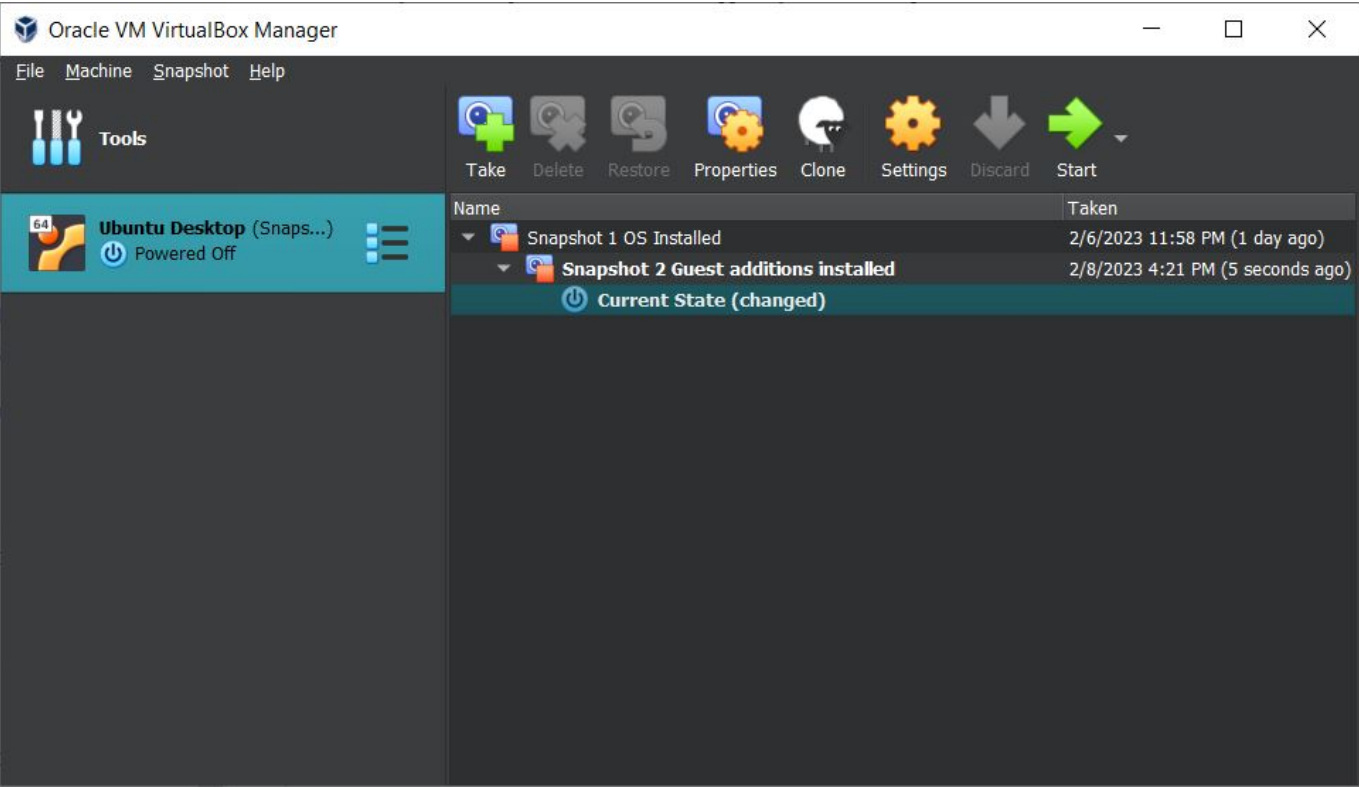 Oracle VM VirtualBox Manager
File Machine Snapshot Help
Tools
Take Delete Restore Properties Clone Settings Discard Start
Name Taken
64
Ubuntu Desktop (Snaps...)
Powered Off
Snapshot 1 OS Installed 2/6/2023 11:58 PM (1 day ago)
Snapshot 2 Guest additions installed 2/8/2023 4:21 PM (5 seconds ago)
Current State (changed)